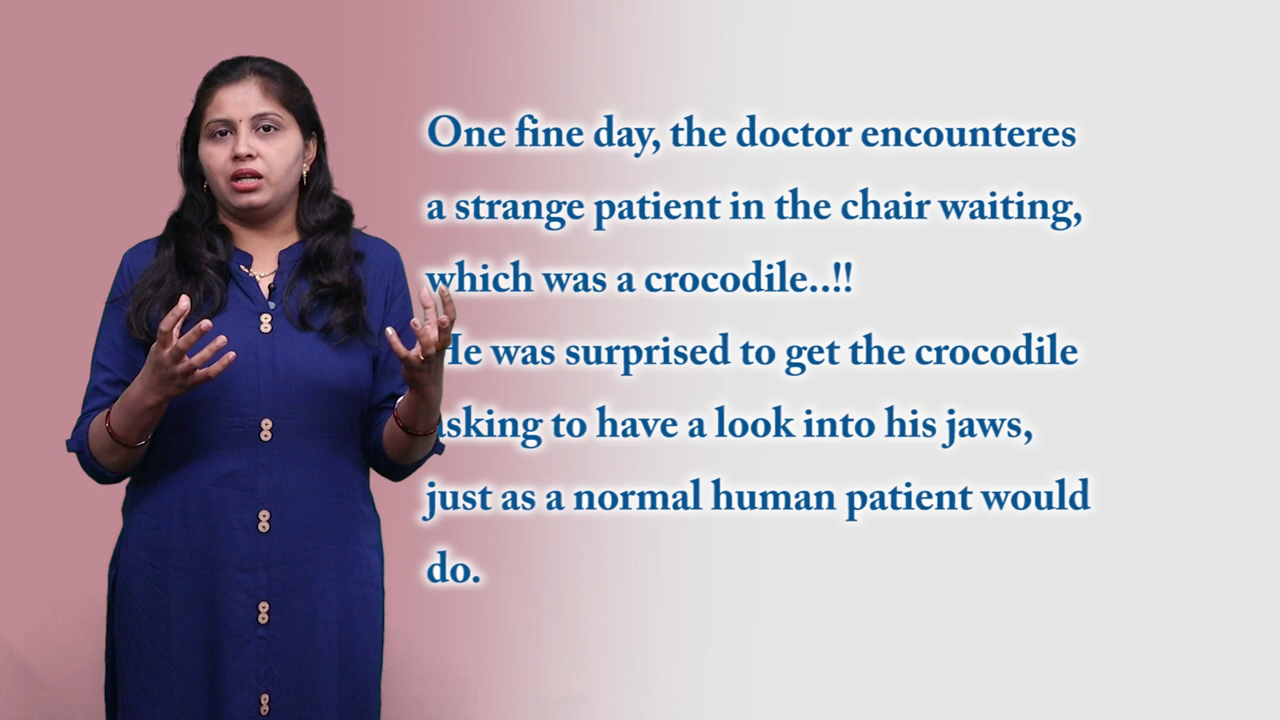 One fine day, the doctor encounteres
a strange patient in the chair waiting,
which was a crocodile..!!
He was surprised to get the crocodile
asking to have a look into his jaws,
just as a normal human patient would
do.